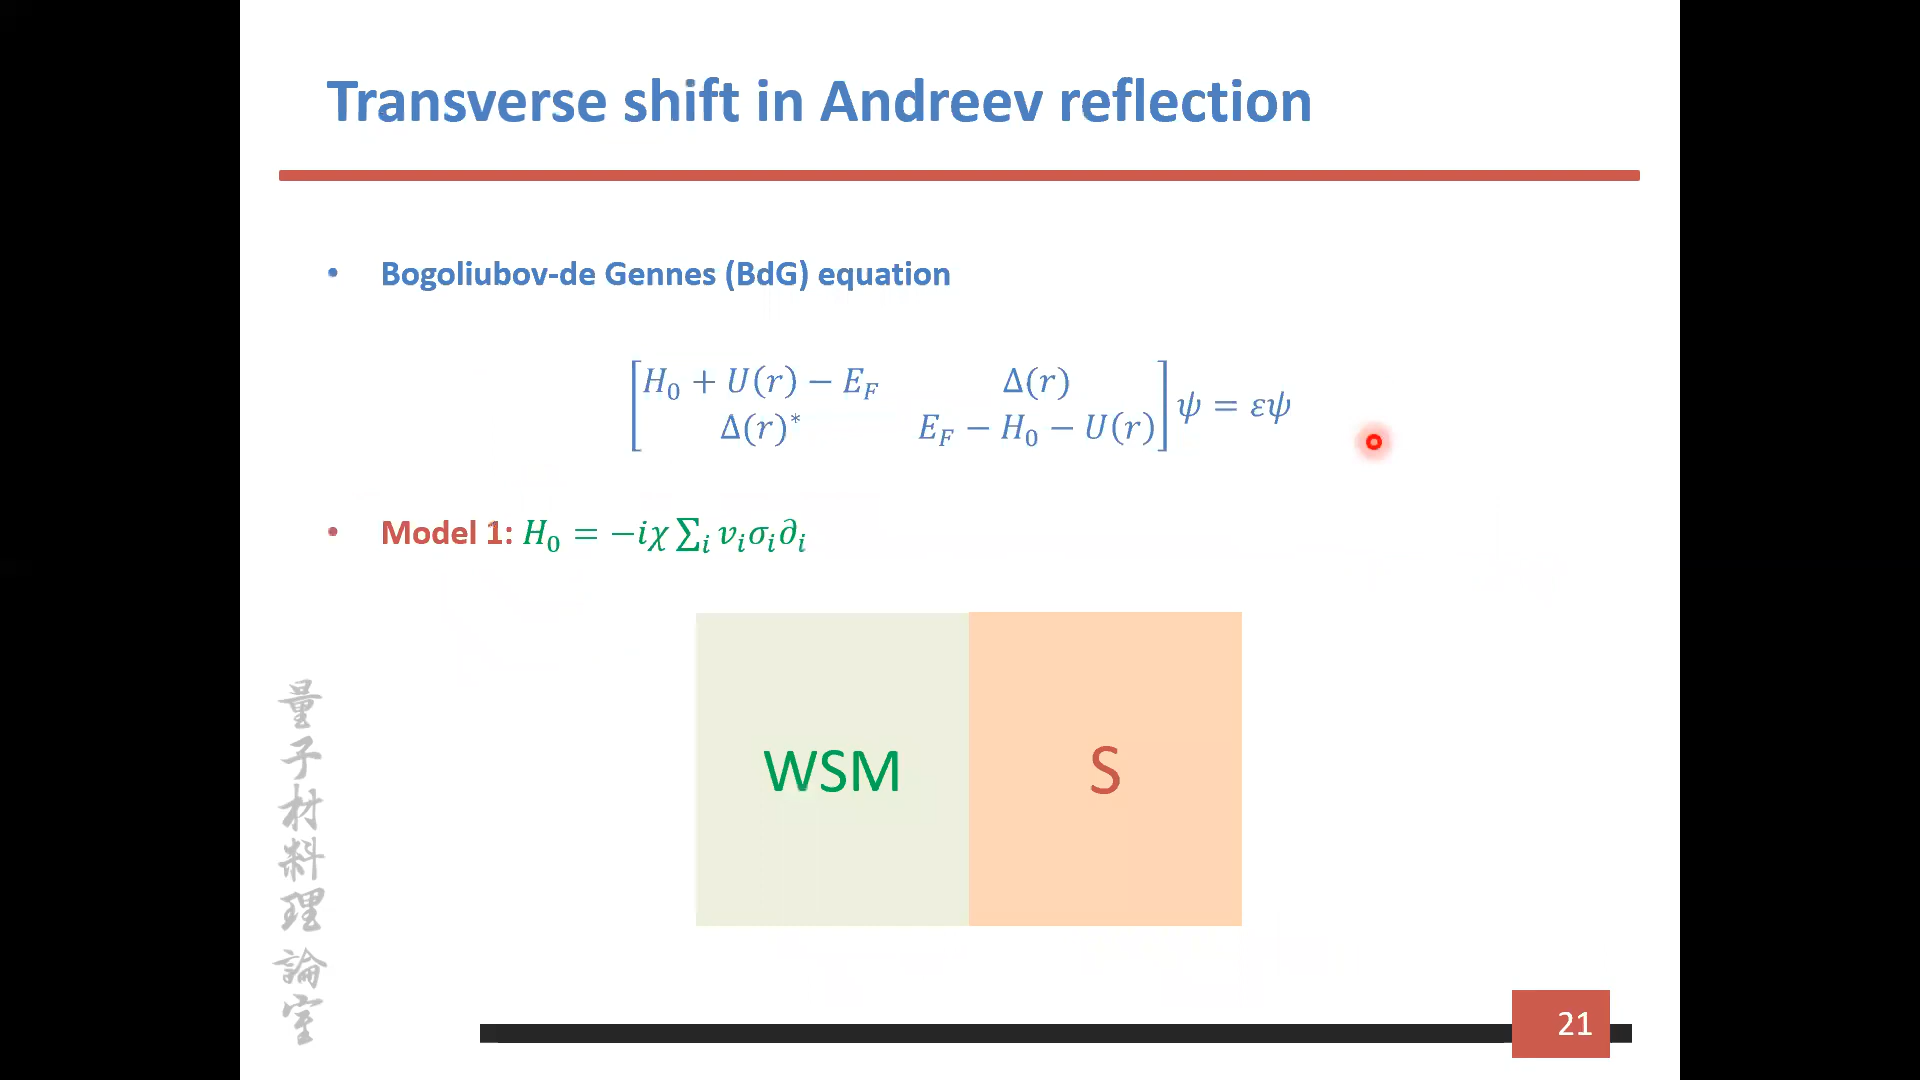 Transverse shift in Andreev reflection
• Bogoliubov-de Gennes (BdG) equation
[H₀ + U(r) − E_F   Δ(r)
Δ(r)*   E_F − H₀ − U(r)] ψ = εψ
• Model 1: H₀ = −iχ ∑ᵢ vᵢσᵢ∂ᵢ
WSM
S
量子材料理論室
21